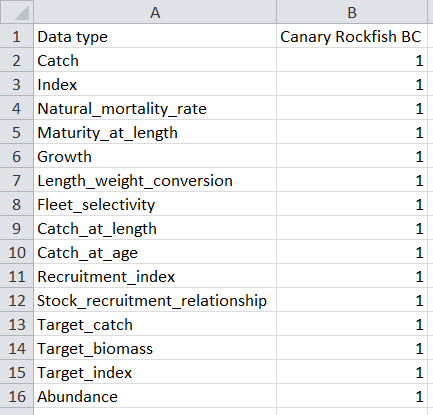 A B
1 Data type Canary Rockfish BC
2 Catch 1
3 Index 1
4 Natural_mortality_rate 1
5 Maturity_at_length 1
6 Growth 1
7 Length_weight_conversion 1
8 Fleet_selectivity 1
9 Catch_at_length 1
10 Catch_at_age 1
11 Recruitment_index 1
12 Stock_recruitment_relationship 1
13 Target_catch 1
14 Target_biomass 1
15 Target_index 1
16 Abundance 1